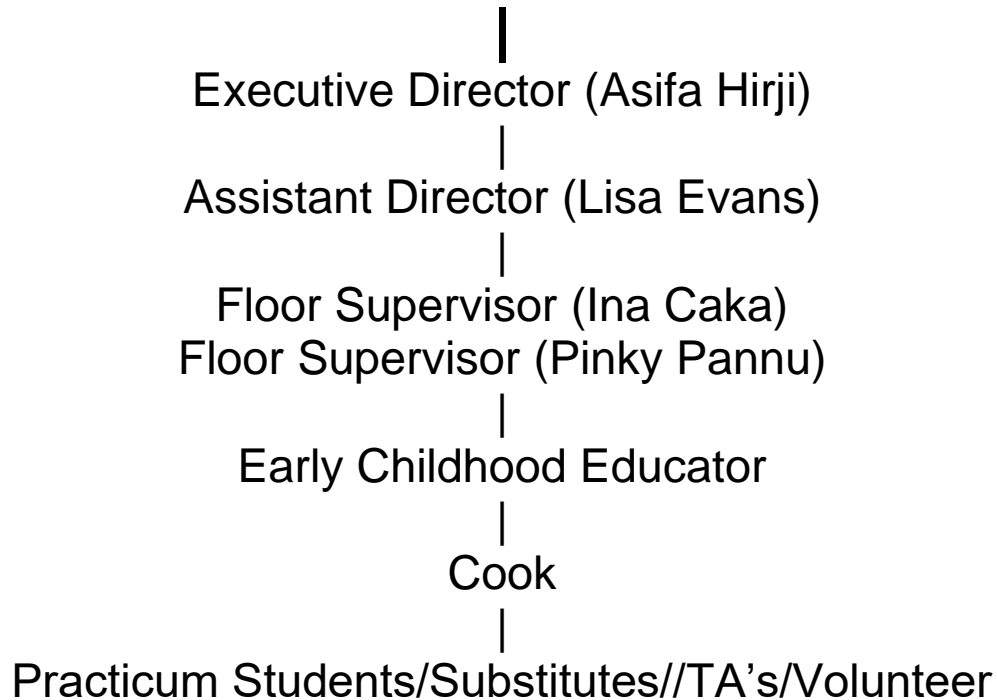 Executive Director (Asifa Hirji)
Assistant Director (Lisa Evans)
Floor Supervisor (Ina Caka)
Floor Supervisor (Pinky Pannu)
Early Childhood Educator
Cook
Practicum Students/Substitutes//TA’s/Volunteer